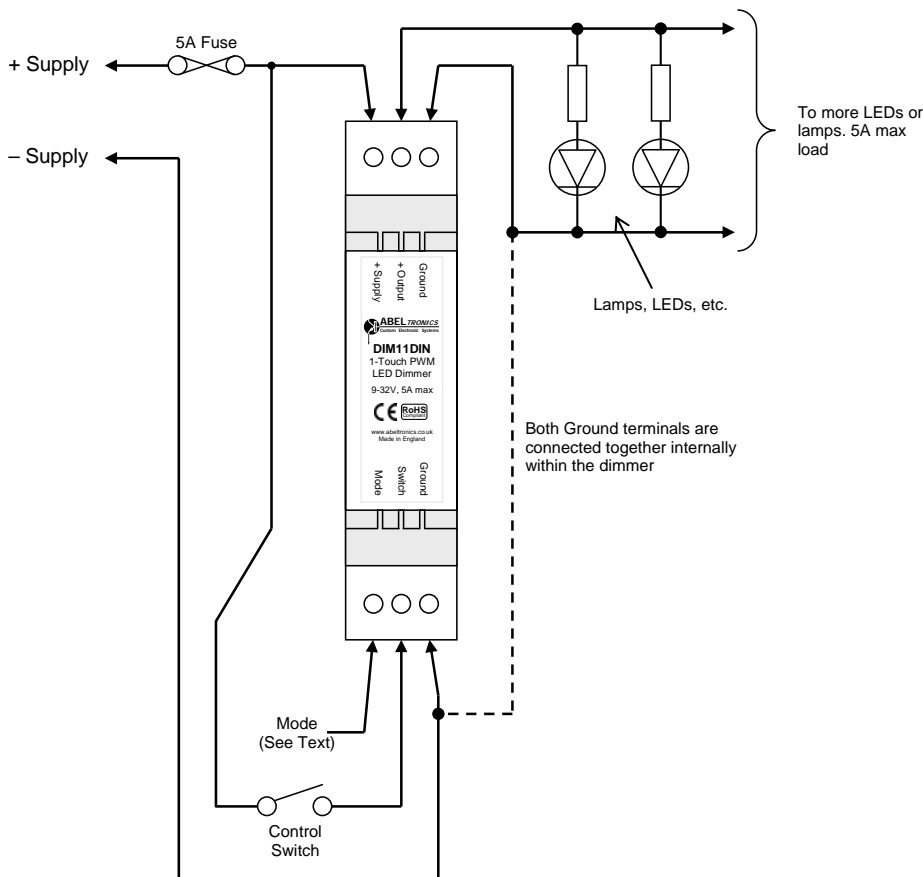 5A Fuse
+ Supply
– Supply
To more LEDs or
lamps. 5A max
load
Lamps, LEDs, etc.
+ Supply
+ Output
Ground
ABELTRONICS
Custom Electronic Systems
DIM11DIN
1-Touch PWM
LED Dimmer
9-32V, 5A max
CE RoHS
Compliant
www.abeltronics.co.uk
Made in England
Both Ground terminals are
connected together internally
within the dimmer
Mode
Switch
Ground
Mode
(See Text)
Control
Switch